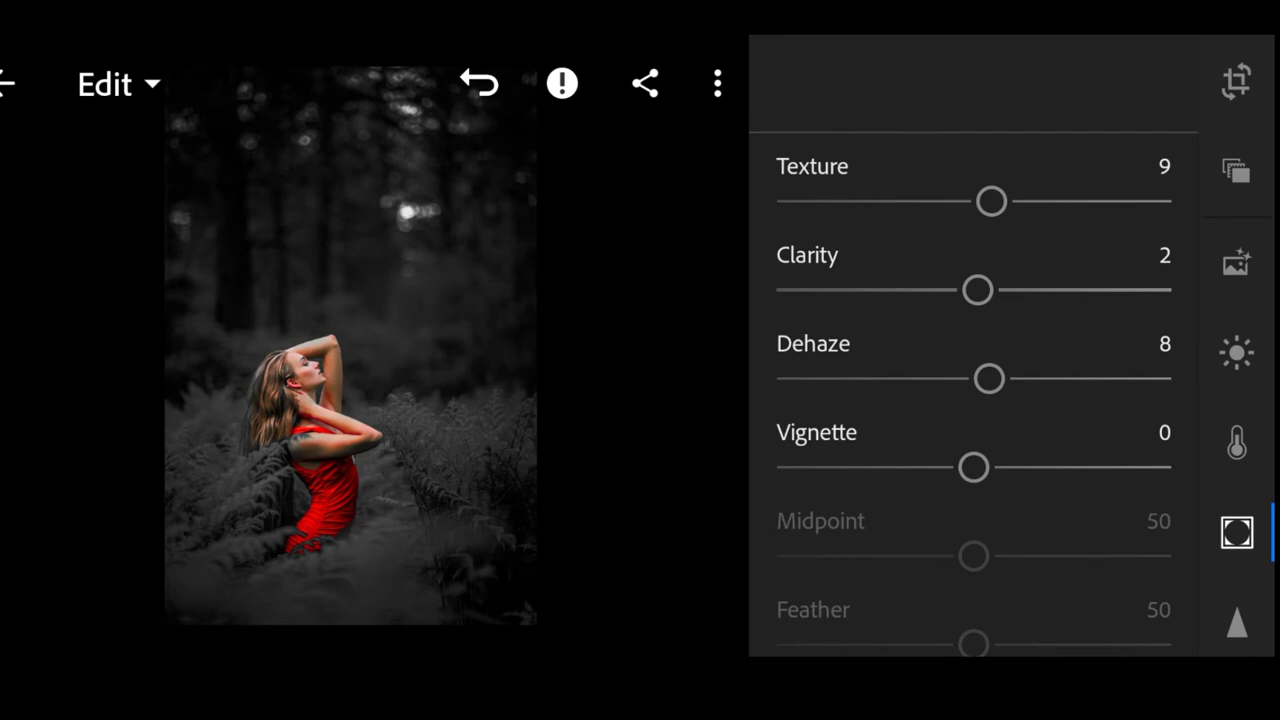 Edit
Texture 9
Clarity 2
Dehaze 8
Vignette 0
Midpoint 50
Feather 50